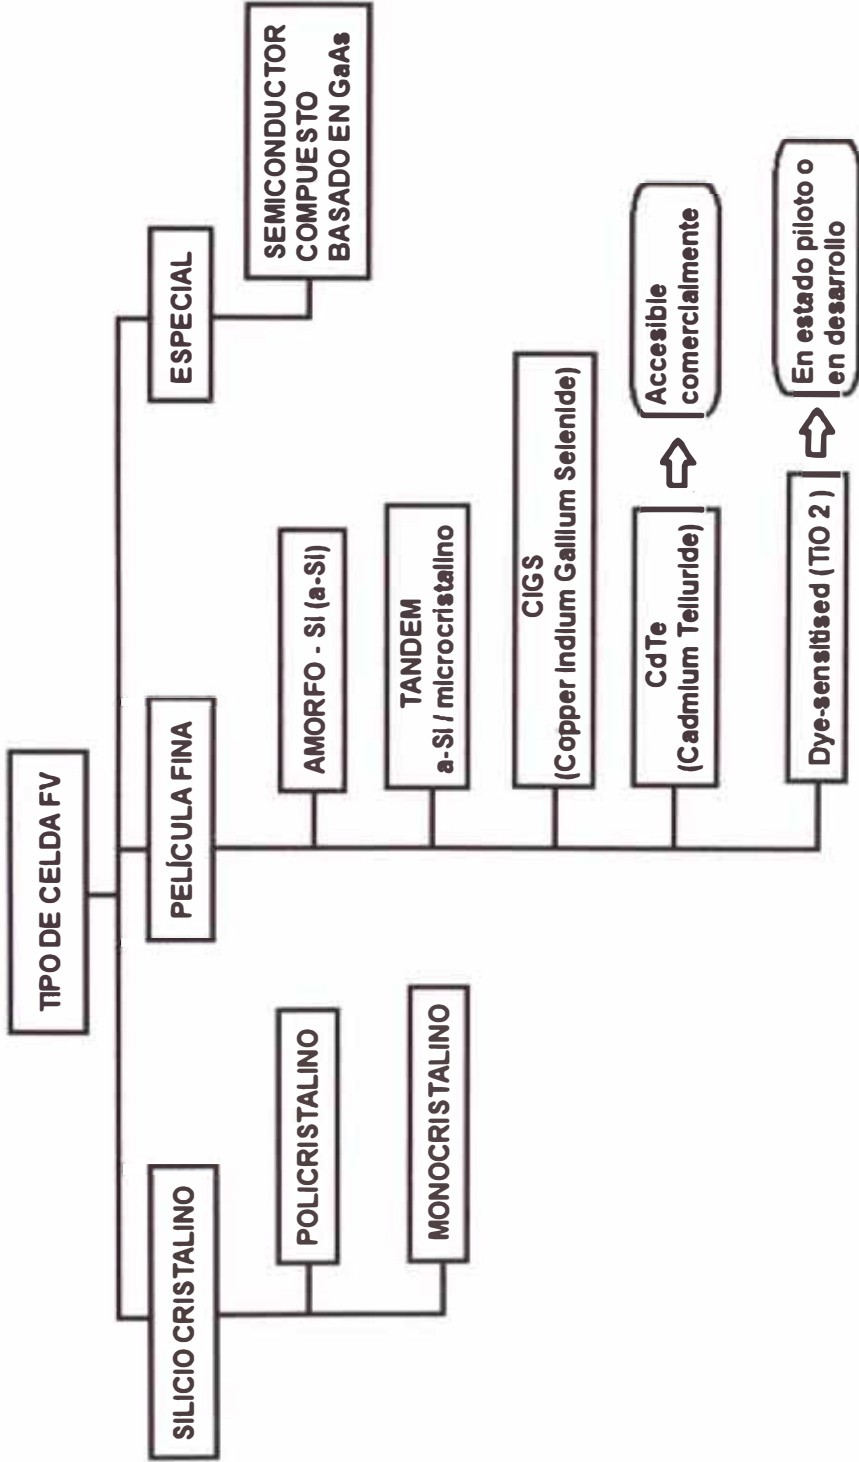 TIPO DE CELDA FV
SILICIO CRISTALINO
POLICRISTALINO
MONOCRISTALINO
PELÍCULA FINA
AMORFO - Si (a-Si)
TANDEM
a-Si / microcristalino
CIGS
(Copper Indium Gallium Selenide)
CdTe
(Cadmium Telluride)
Accesible
comercialmente
Dye-sensitised (TIO 2 )
En estado piloto o
en desarrollo
ESPECIAL
SEMICONDUCTOR
COMPUESTO
BASADO EN GaAs